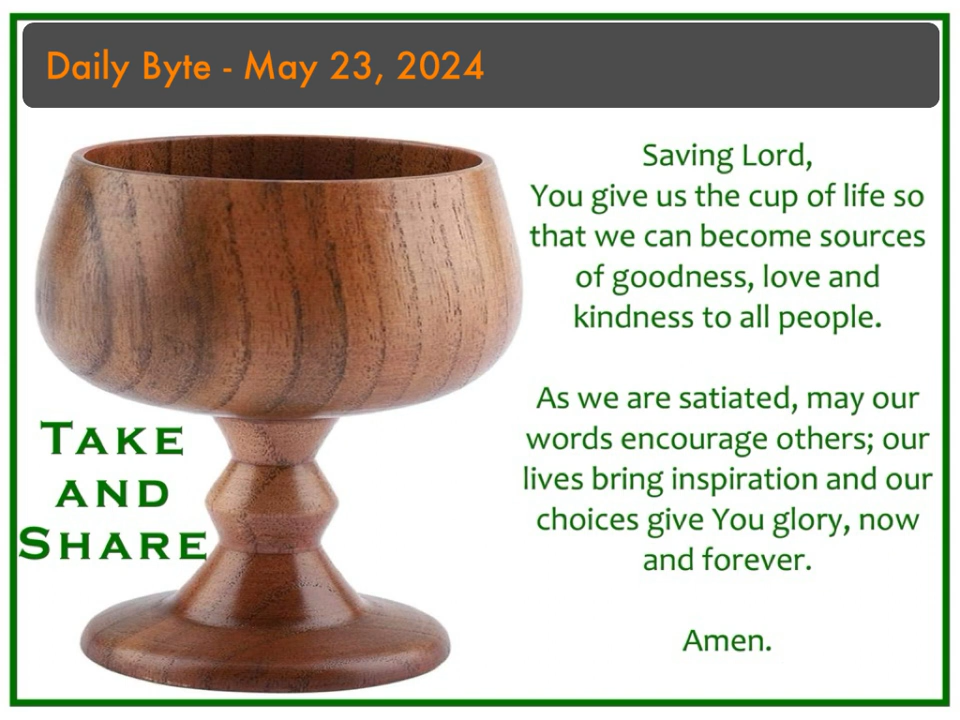 Daily Byte - May 23, 2024
Saving Lord,
You give us the cup of life so
that we can become sources
of goodness, love and
kindness to all people.
As we are satiated, may our
words encourage others; our
lives bring inspiration and our
choices give You glory, now
and forever.
Amen.
Take
and
Share